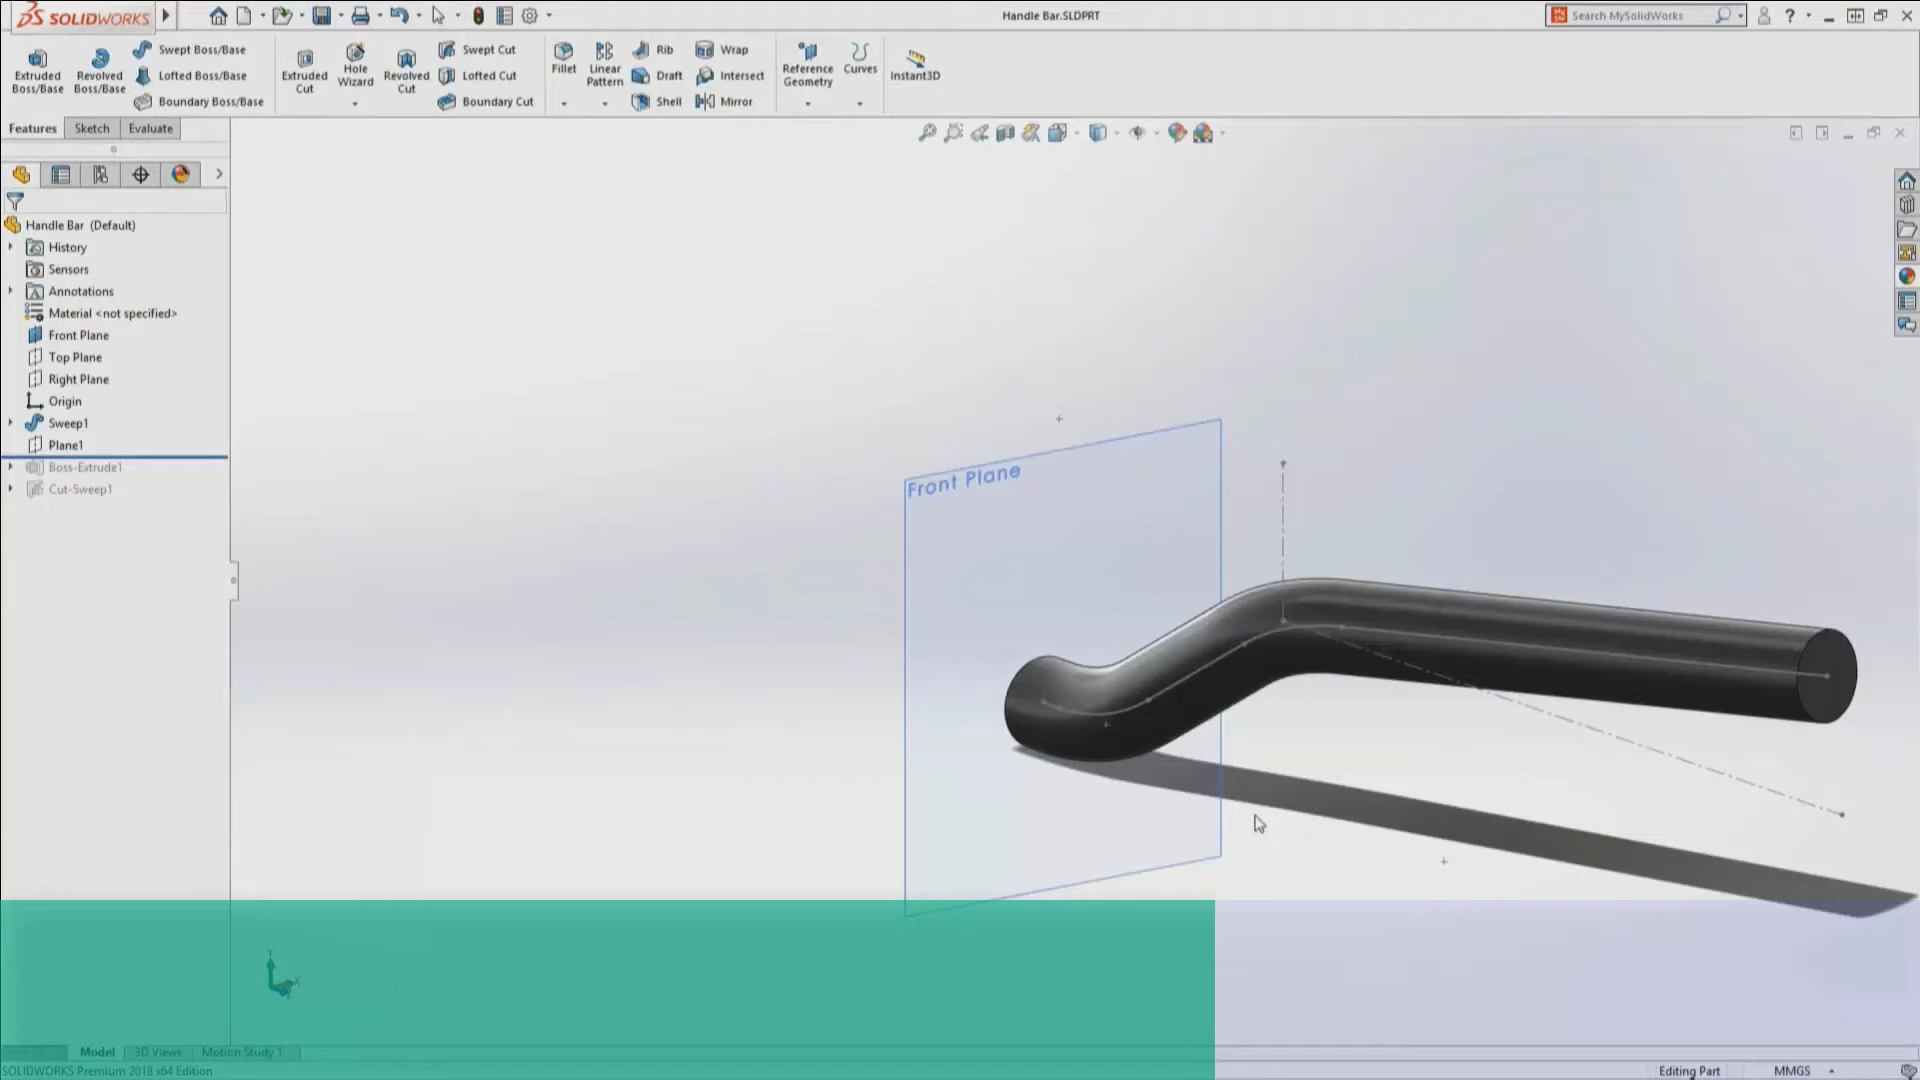 SOLIDWORKS
Handle Bar.SLDPRT
Search MySolidWorks
Extruded Boss/Base
Revolved Boss/Base
Swept Boss/Base
Lofted Boss/Base
Boundary Boss/Base
Extruded Cut
Hole Wizard
Revolved Cut
Swept Cut
Lofted Cut
Boundary Cut
Fillet
Linear Pattern
Rib
Draft
Shell
Wrap
Intersect
Mirror
Reference Geometry
Curves
Instant3D
Features
Sketch
Evaluate
Handle Bar (Default)
History
Sensors
Annotations
Material <not specified>
Front Plane
Top Plane
Right Plane
Origin
Sweep1
Plane1
Boss-Extrude1
Cut-Sweep1
Front Plane
Y
X
Z
Model
3D Views
Motion Study 1
SOLIDWORKS Premium 2018 x64 Edition
Editing Part
MMGS